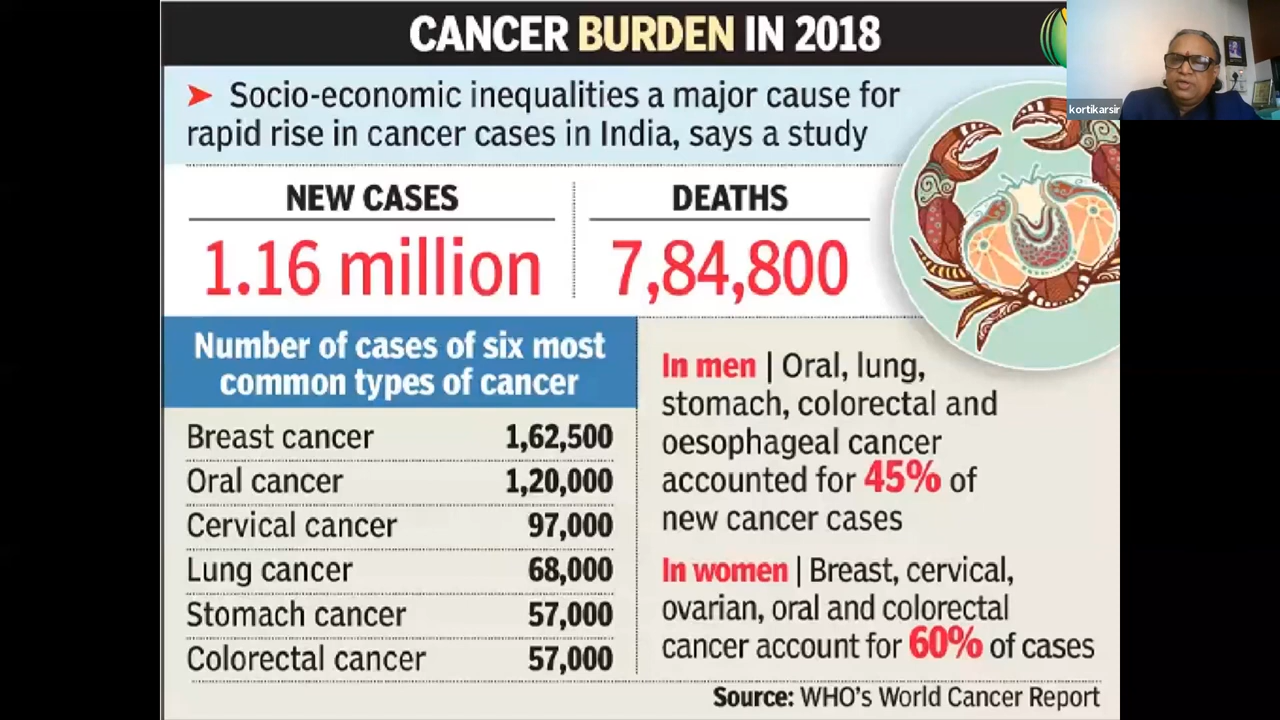 CANCER BURDEN IN 2018
➤ Socio-economic inequalities a major cause for
rapid rise in cancer cases in India, says a study
NEW CASES
1.16 million
DEATHS
7,84,800
Number of cases of six most
common types of cancer
Breast cancer 1,62,500
Oral cancer 1,20,000
Cervical cancer 97,000
Lung cancer 68,000
Stomach cancer 57,000
Colorectal cancer 57,000
In men | Oral, lung,
stomach, colorectal and
oesophageal cancer
accounted for 45% of
new cancer cases
In women | Breast, cervical,
ovarian, oral and colorectal
cancer account for 60% of cases
Source: WHO's World Cancer Report
kortikarsir